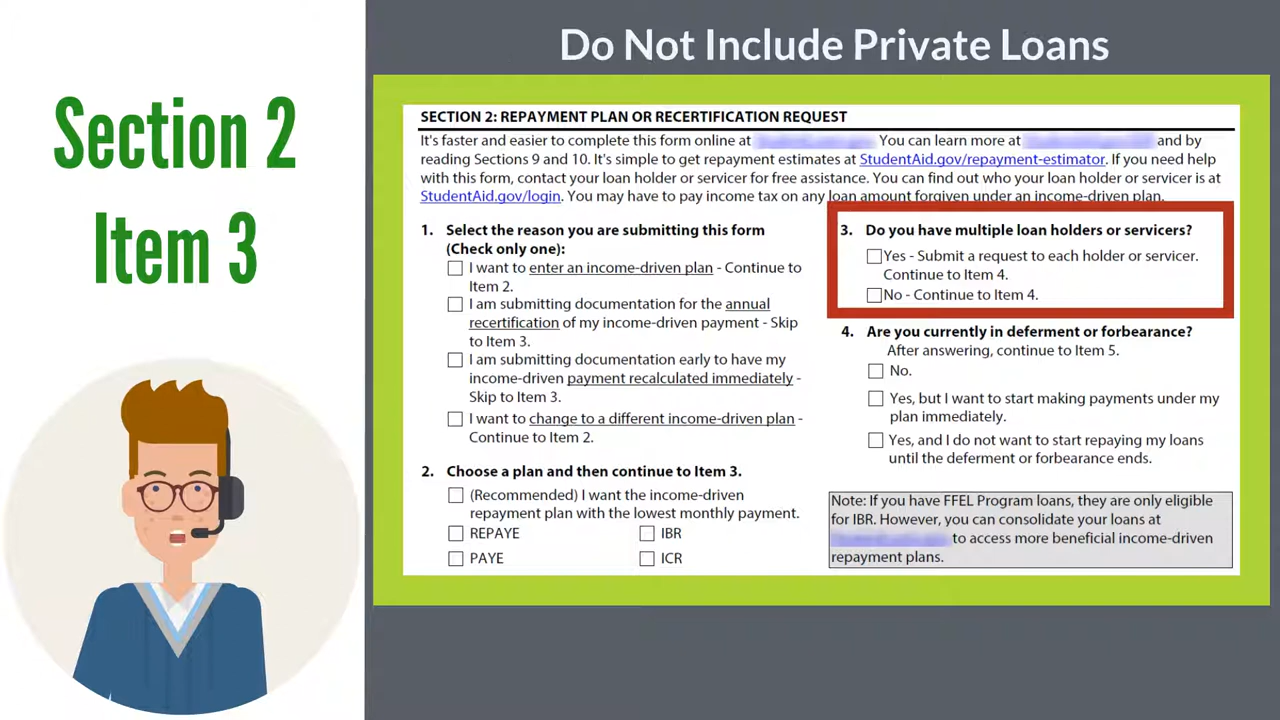 Do Not Include Private Loans
Section 2
Item 3
SECTION 2: REPAYMENT PLAN OR RECERTIFICATION REQUEST
It's faster and easier to complete this form online at You can learn more at and by
reading Sections 9 and 10. It's simple to get repayment estimates at StudentAid.gov/repayment-estimator. If you need help
with this form, contact your loan holder or servicer for free assistance. You can find out who your loan holder or servicer is at
StudentAid.gov/login. You may have to pay income tax on any loan amount forgiven under an income-driven plan.
1. Select the reason you are submitting this form
(Check only one):
I want to enter an income-driven plan - Continue to
Item 2.
I am submitting documentation for the annual
recertification of my income-driven payment - Skip
to Item 3.
I am submitting documentation early to have my
income-driven payment recalculated immediately -
Skip to Item 3.
I want to change to a different income-driven plan -
Continue to Item 2.
2. Choose a plan and then continue to Item 3.
(Recommended) I want the income-driven
repayment plan with the lowest monthly payment.
REPAYE IBR
PAYE ICR
3. Do you have multiple loan holders or servicers?
Yes - Submit a request to each holder or servicer.
Continue to Item 4.
No - Continue to Item 4.
4. Are you currently in deferment or forbearance?
After answering, continue to Item 5.
No.
Yes, but I want to start making payments under my
plan immediately.
Yes, and I do not want to start repaying my loans
until the deferment or forbearance ends.
Note: If you have FFEL Program loans, they are only eligible
for IBR. However, you can consolidate your loans at
to access more beneficial income-driven
repayment plans.